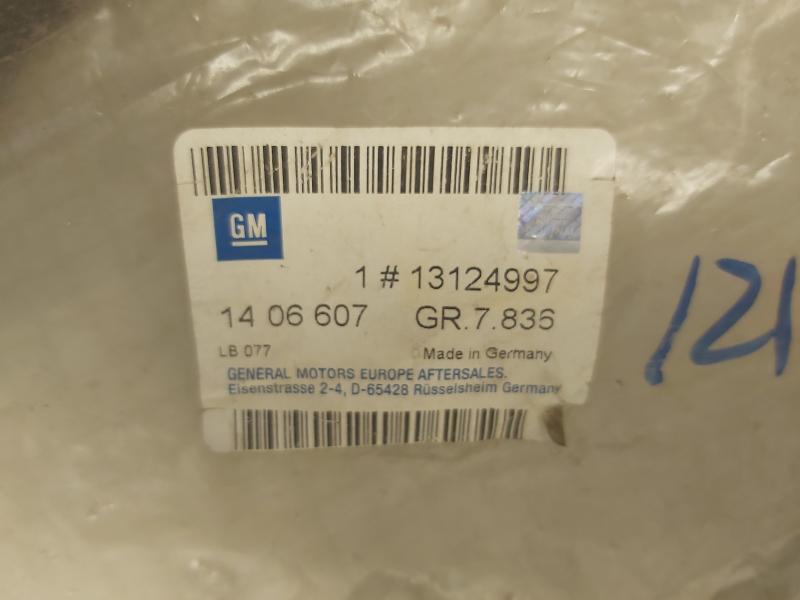 GM
1 # 13124997
14 06 607 GR.7.836
LB 077 Made in Germany
GENERAL MOTORS EUROPE AFTERSALES.
Eisenstrasse 2-4, D-65428 Rüsselsheim Germany
121